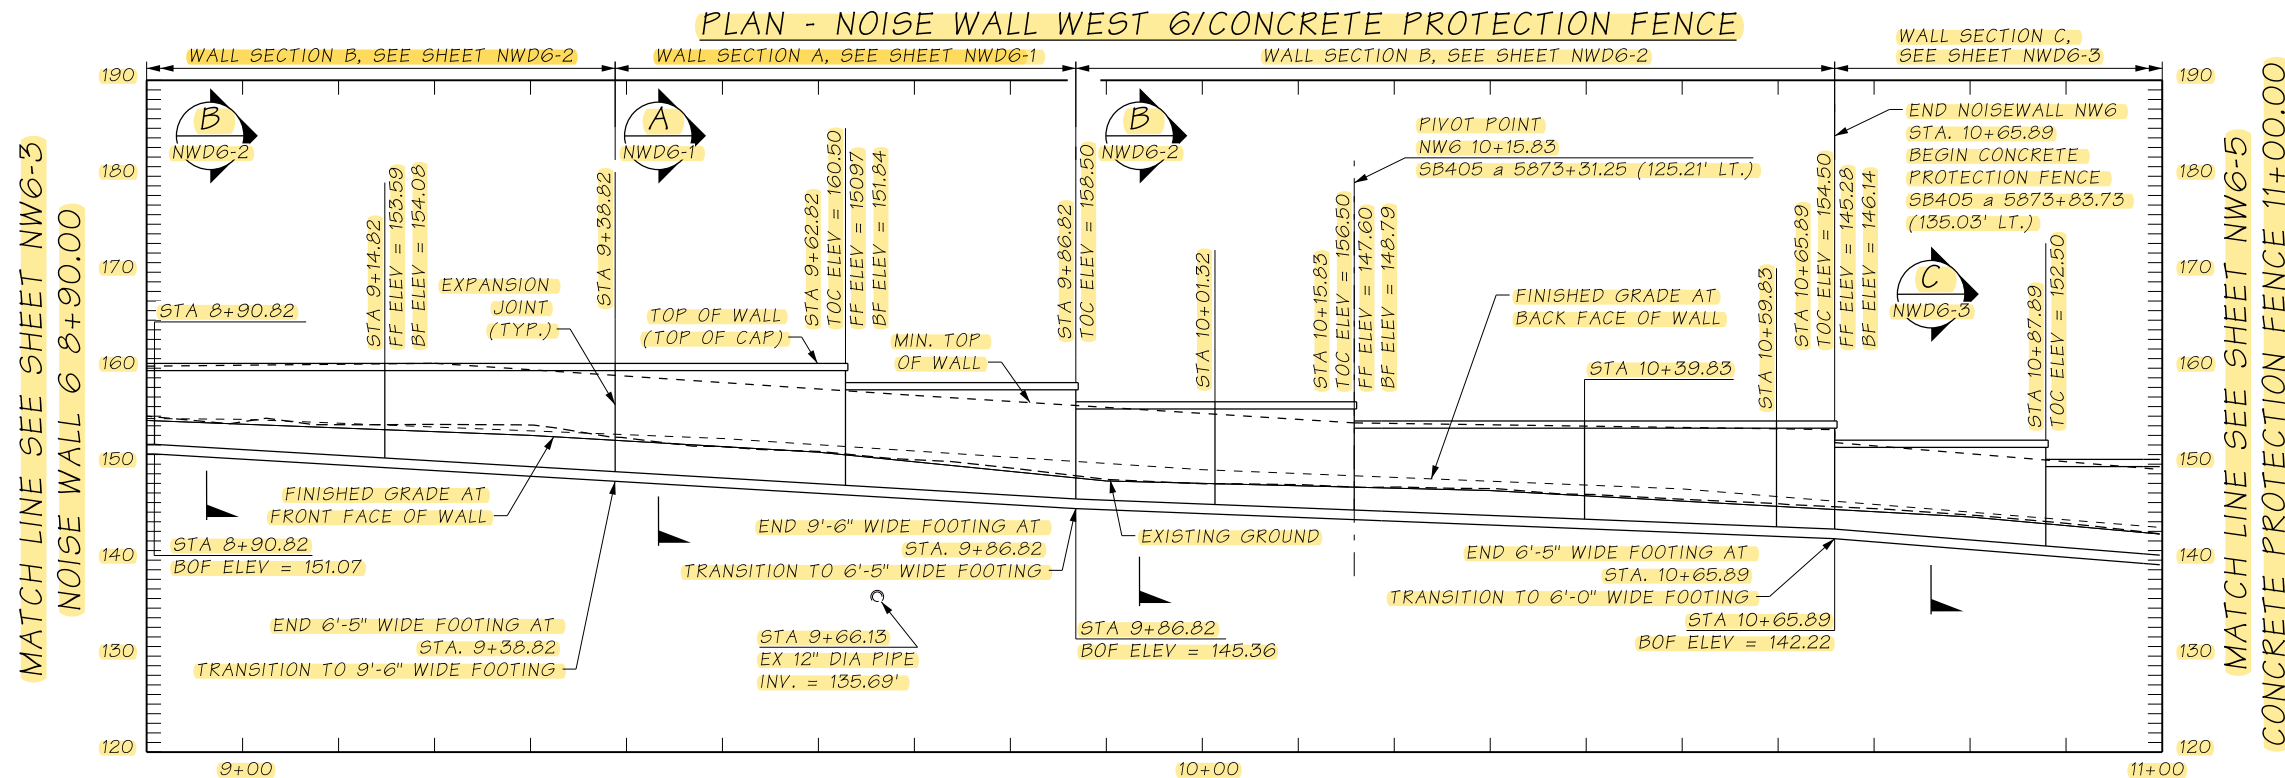 PLAN - NOISE WALL WEST 6/CONCRETE PROTECTION FENCE
WALL SECTION B, SEE SHEET NWD6-2
WALL SECTION A, SEE SHEET NWD6-1
WALL SECTION B, SEE SHEET NWD6-2
WALL SECTION C,
SEE SHEET NWD6-3
MATCH LINE SEE SHEET NW6-3
NOISE WALL 6 8+90.00
190
180
170
160
150
140
130
120
B
NWD6-2
A
NWD6-1
B
NWD6-2
C
NWD6-3
STA 8+90.82
STA 9+14.82
FF ELEV = 153.59
BF ELEV = 154.08
EXPANSION
JOINT
(TYP.)
STA 9+38.82
TOP OF WALL
(TOP OF CAP)
STA 9+62.82
TOC ELEV = 160.50
FF ELEV = 15097
BF ELEV = 151.84
MIN. TOP
OF WALL
STA 9+86.82
TOC ELEV = 158.50
STA 10+01.32
PIVOT POINT
NW6 10+15.83
SB405 a 5873+31.25 (125.21' LT.)
STA 10+15.83
TOC ELEV = 156.50
FF ELEV = 147.60
BF ELEV = 148.79
FINISHED GRADE AT
BACK FACE OF WALL
STA 10+39.83
STA 10+59.83
STA 10+65.89
TOC ELEV = 154.50
FF ELEV = 145.28
BF ELEV = 146.14
END NOISEWALL NW6
STA. 10+65.89
BEGIN CONCRETE
PROTECTION FENCE
SB405 a 5873+83.73
(135.03' LT.)
STA 10+87.89
TOC ELEV = 152.50
FINISHED GRADE AT
FRONT FACE OF WALL
STA 8+90.82
BOF ELEV = 151.07
END 6'-5" WIDE FOOTING AT
STA. 9+38.82
TRANSITION TO 9'-6" WIDE FOOTING
END 9'-6" WIDE FOOTING AT
STA. 9+86.82
TRANSITION TO 6'-5" WIDE FOOTING
STA 9+66.13
EX 12" DIA PIPE
INV. = 135.69'
EXISTING GROUND
STA 9+86.82
BOF ELEV = 145.36
END 6'-5" WIDE FOOTING AT
STA. 10+65.89
TRANSITION TO 6'-0" WIDE FOOTING
STA 10+65.89
BOF ELEV = 142.22
190
180
170
160
150
140
130
120
9+00
10+00
11+00
MATCH LINE SEE SHEET NW6-5
CONCRETE PROTECTION FENCE 11+00.00